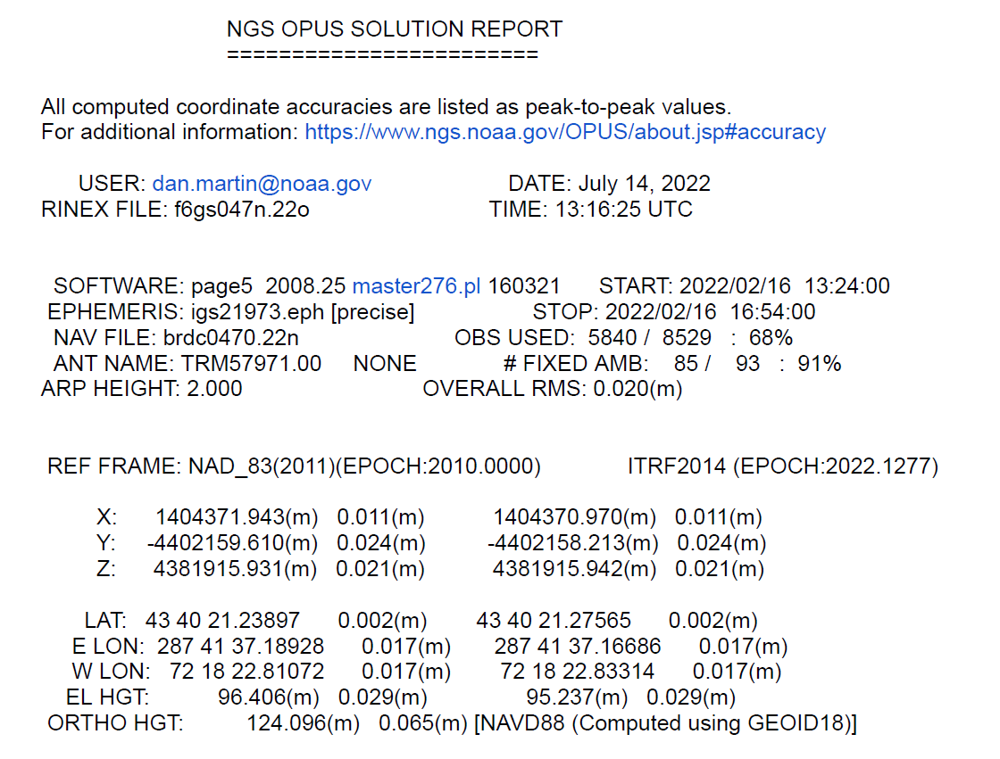 NGS OPUS SOLUTION REPORT
========================
All computed coordinate accuracies are listed as peak-to-peak values.
For additional information: https://www.ngs.noaa.gov/OPUS/about.jsp#accuracy
USER: dan.martin@noaa.gov DATE: July 14, 2022
RINEX FILE: f6gs047n.22o TIME: 13:16:25 UTC
SOFTWARE: page5 2008.25 master276.pl 160321 START: 2022/02/16 13:24:00
EPHEMERIS: igs21973.eph [precise] STOP: 2022/02/16 16:54:00
NAV FILE: brdc0470.22n OBS USED: 5840 / 8529 : 68%
ANT NAME: TRM57971.00 NONE # FIXED AMB: 85 / 93 : 91%
ARP HEIGHT: 2.000 OVERALL RMS: 0.020(m)
REF FRAME: NAD_83(2011)(EPOCH:2010.0000) ITRF2014 (EPOCH:2022.1277)
X: 1404371.943(m) 0.011(m) 1404370.970(m) 0.011(m)
Y: -4402159.610(m) 0.024(m) -4402158.213(m) 0.024(m)
Z: 4381915.931(m) 0.021(m) 4381915.942(m) 0.021(m)
LAT: 43 40 21.23897 0.002(m) 43 40 21.27565 0.002(m)
E LON: 287 41 37.18928 0.017(m) 287 41 37.16686 0.017(m)
W LON: 72 18 22.81072 0.017(m) 72 18 22.83314 0.017(m)
EL HGT: 96.406(m) 0.029(m) 95.237(m) 0.029(m)
ORTHO HGT: 124.096(m) 0.065(m) [NAVD88 (Computed using GEOID18)]